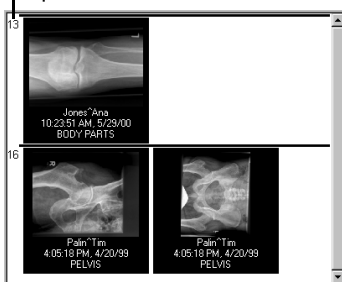 13
Jones^Ana
10:23:51 AM, 5/29/00
BODY PARTS
16
Palin^Tim
4:05:18 PM, 4/20/99
PELVIS
Palin^Tim
4:05:18 PM, 4/20/99
PELVIS